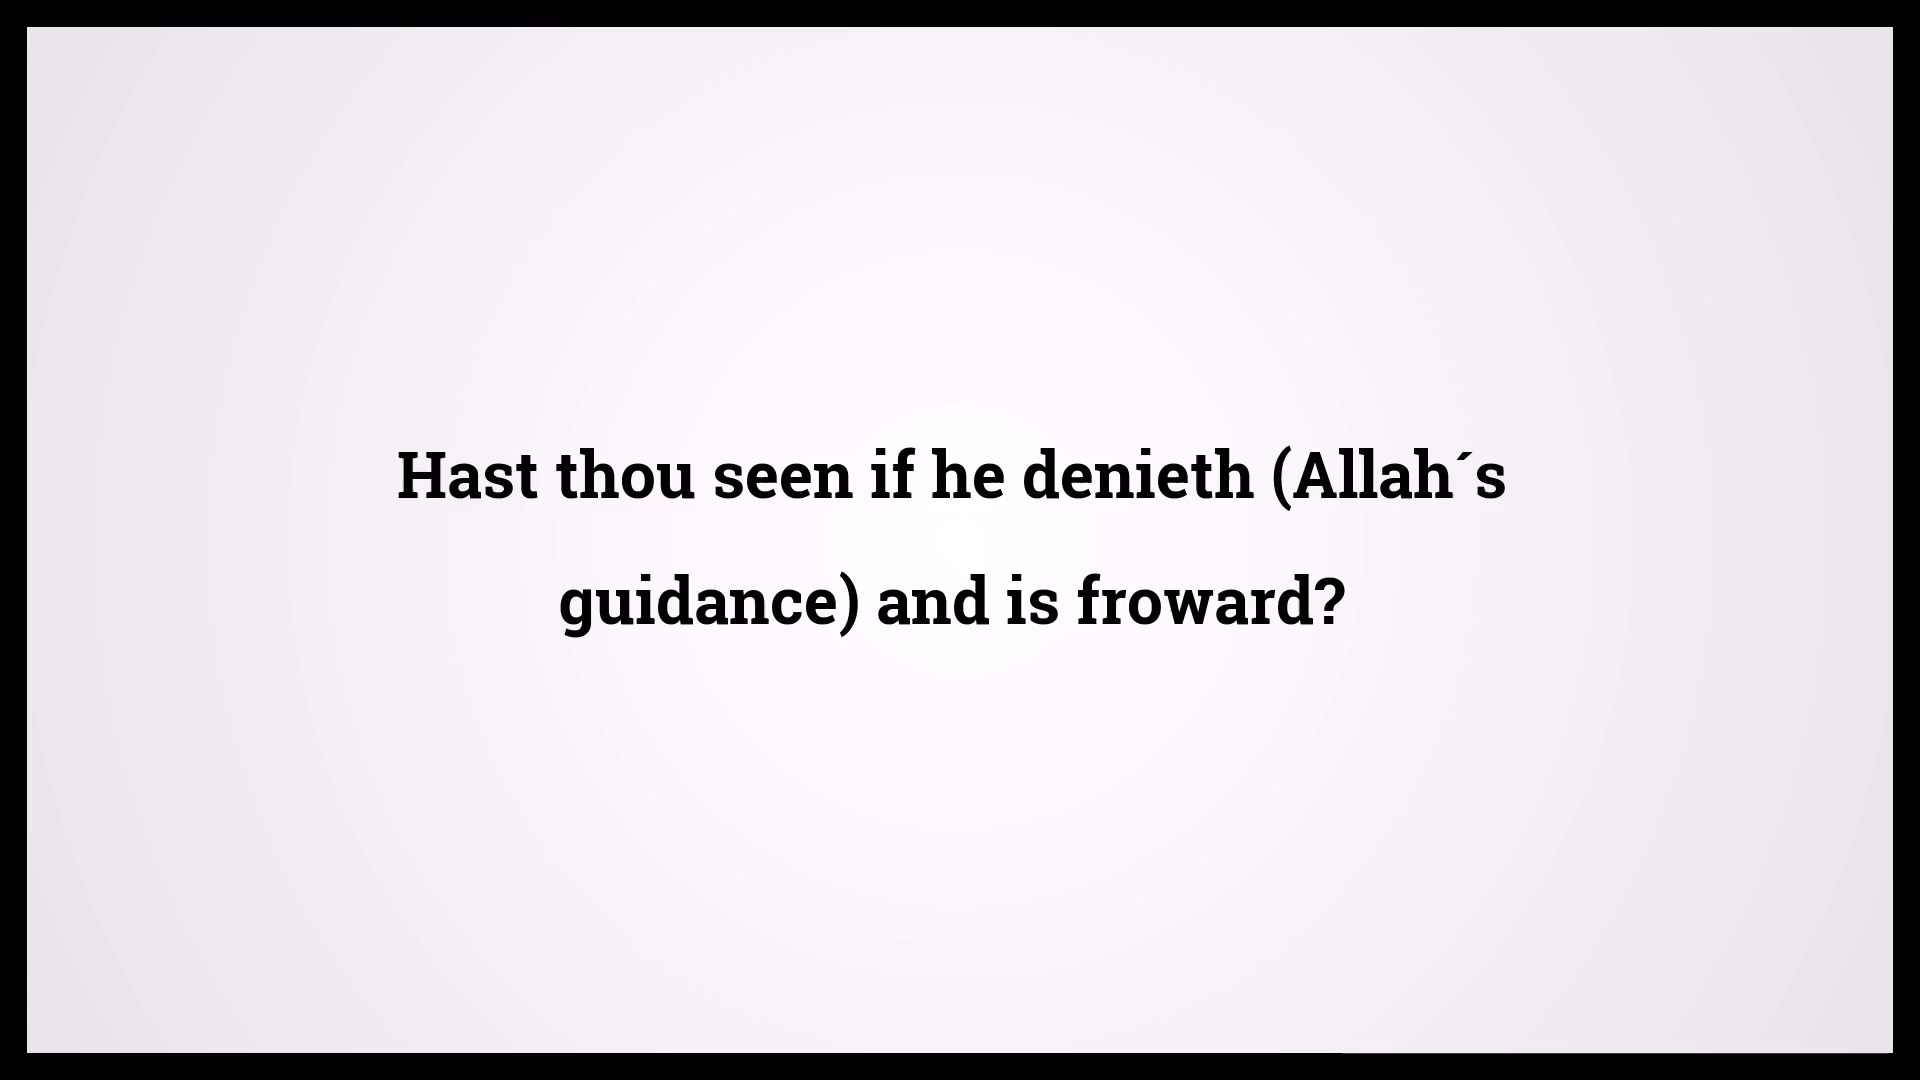 Hast thou seen if he denieth (Allah´s
guidance) and is froward?